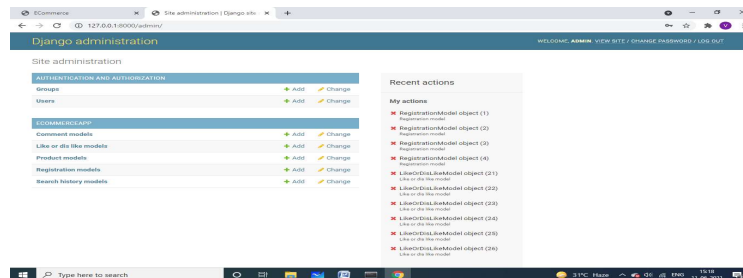 ECommerce
Site administration | Django site
127.0.0.1:8000/admin/
V
Django administration
WELCOME, ADMIN. VIEW SITE / CHANGE PASSWORD / LOG OUT
Site administration
AUTHENTICATION AND AUTHORIZATION
Groups + Add Change
Users + Add Change
ECOMMERCEAPP
Comment models + Add Change
Like or dis like models + Add Change
Product models + Add Change
Registration models + Add Change
Search history models + Add Change
Recent actions
My actions
RegistrationModel object (1)
Registration model
RegistrationModel object (2)
Registration model
RegistrationModel object (3)
Registration model
RegistrationModel object (4)
Registration model
LikeOrDisLikeModel object (21)
Like or dis like model
LikeOrDisLikeModel object (22)
Like or dis like model
LikeOrDisLikeModel object (23)
Like or dis like model
LikeOrDisLikeModel object (24)
Like or dis like model
LikeOrDisLikeModel object (25)
Like or dis like model
LikeOrDisLikeModel object (26)
Like or dis like model
Type here to search
31°C Haze
ENG
15:18